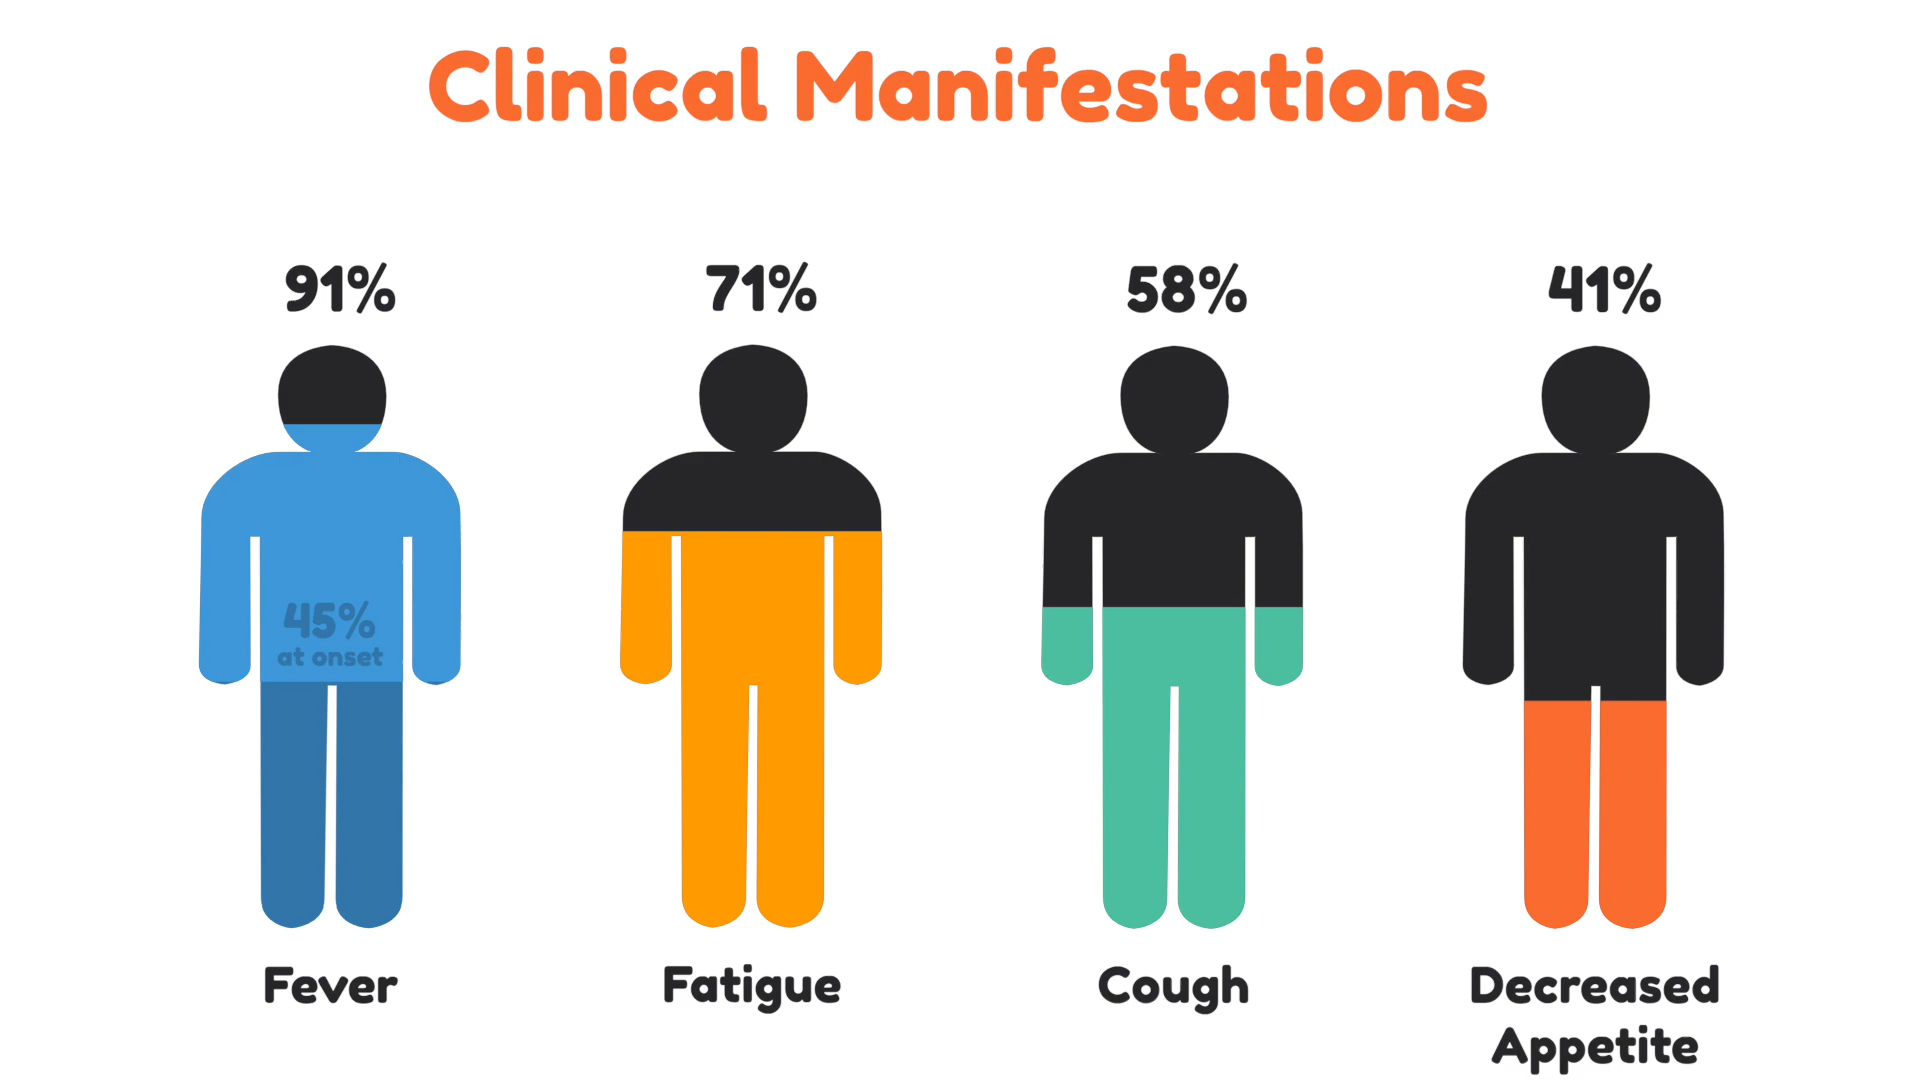 Clinical Manifestations
91%
71%
58%
41%
45%
at onset
Fever
Fatigue
Cough
Decreased
Appetite